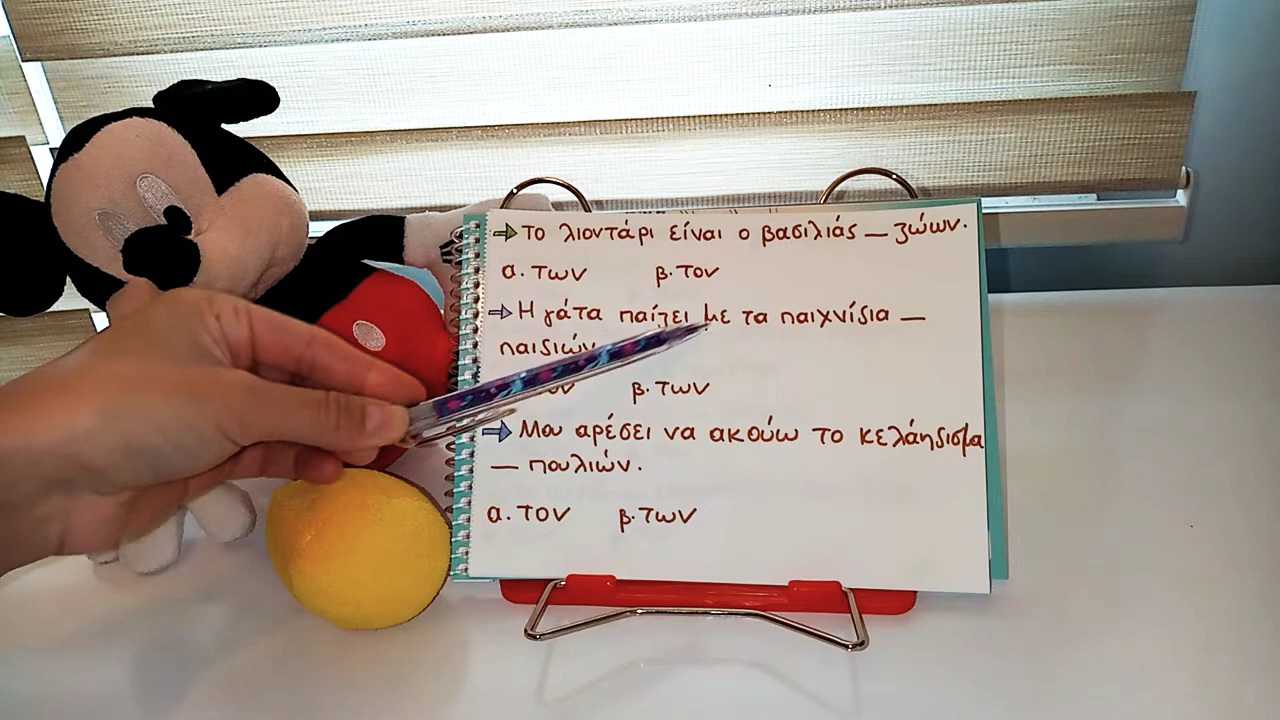 Το λιοντάρι είναι ο βασιλιάς _ ζώων.
α. των β. τον
Η γάτα παίζει με τα παιχνίδια _
παιδιών
β. των
Μου αρέσει να ακούω το κελάηδισμα
_ πουλιών.
α. τον β. των